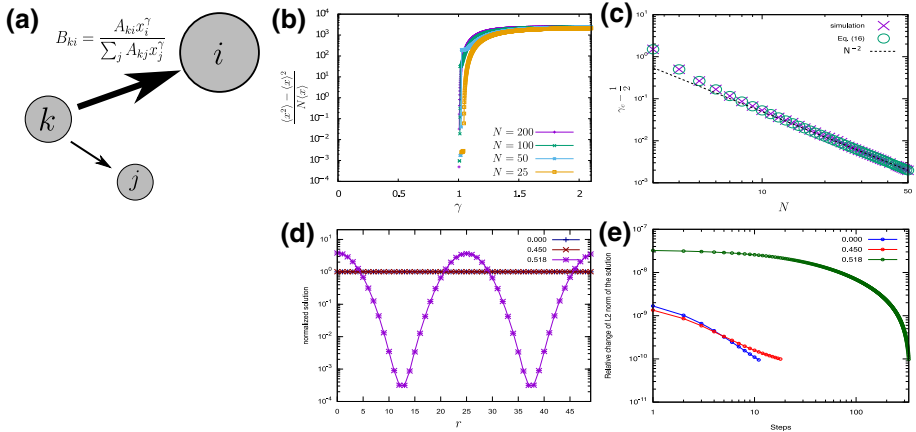 (a)
B_{ki} = \frac{A_{ki} x_i^γ}{\sum_j A_{kj} x_j^γ}
i
k
j
(b)
\frac{⟨x^2⟩ − ⟨x⟩^2}{N⟨x⟩}
10^4
10^3
10^2
10^1
10^0
10^{-1}
10^{-2}
10^{-3}
10^{-4}
N = 200
N = 100
N = 50
N = 25
0 0.5 1 1.5 2
γ
(c)
γ_c − \frac{1}{2}
10^1
10^0
10^{-1}
10^{-2}
10^{-3}
simulation
Eq. (16)
N^{-2}
10 50
N
(d)
normalized solution
10^1
10^0
10^{-1}
10^{-2}
10^{-3}
10^{-4}
0.000
0.450
0.518
0 5 10 15 20 25 30 35 40 45
r
(e)
Relative change of L2 norm of the solution
10^{-7}
10^{-8}
10^{-9}
10^{-10}
10^{-11}
0.000
0.450
0.518
1 10 100
Steps